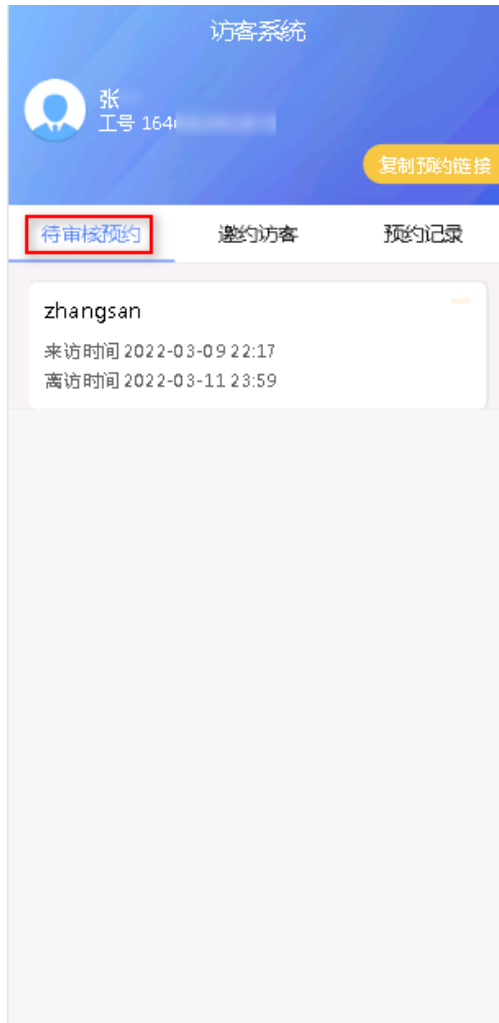 访客系统
张
工号 164
复制预约链接
待审核预约 邀约访客 预约记录
zhangsan
来访时间 2022-03-09 22:17
离访时间 2022-03-11 23:59